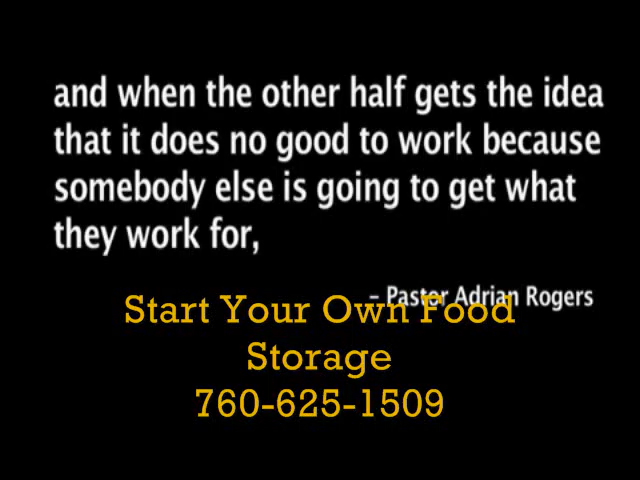 and when the other half gets the idea
that it does no good to work because
somebody else is going to get what
they work for,
– Pastor Adrian Rogers
Start Your Own Food
Storage
760-625-1509